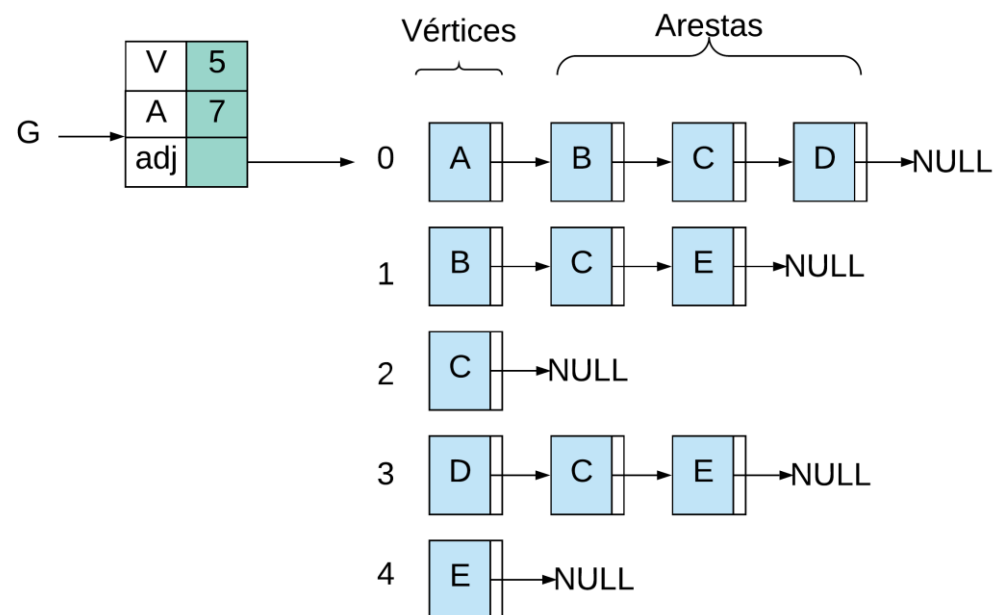 Vértices Arestas
V 5
A 7
G
adj
0 A B C D NULL
1 B C E NULL
2 C NULL
3 D C E NULL
4 E NULL